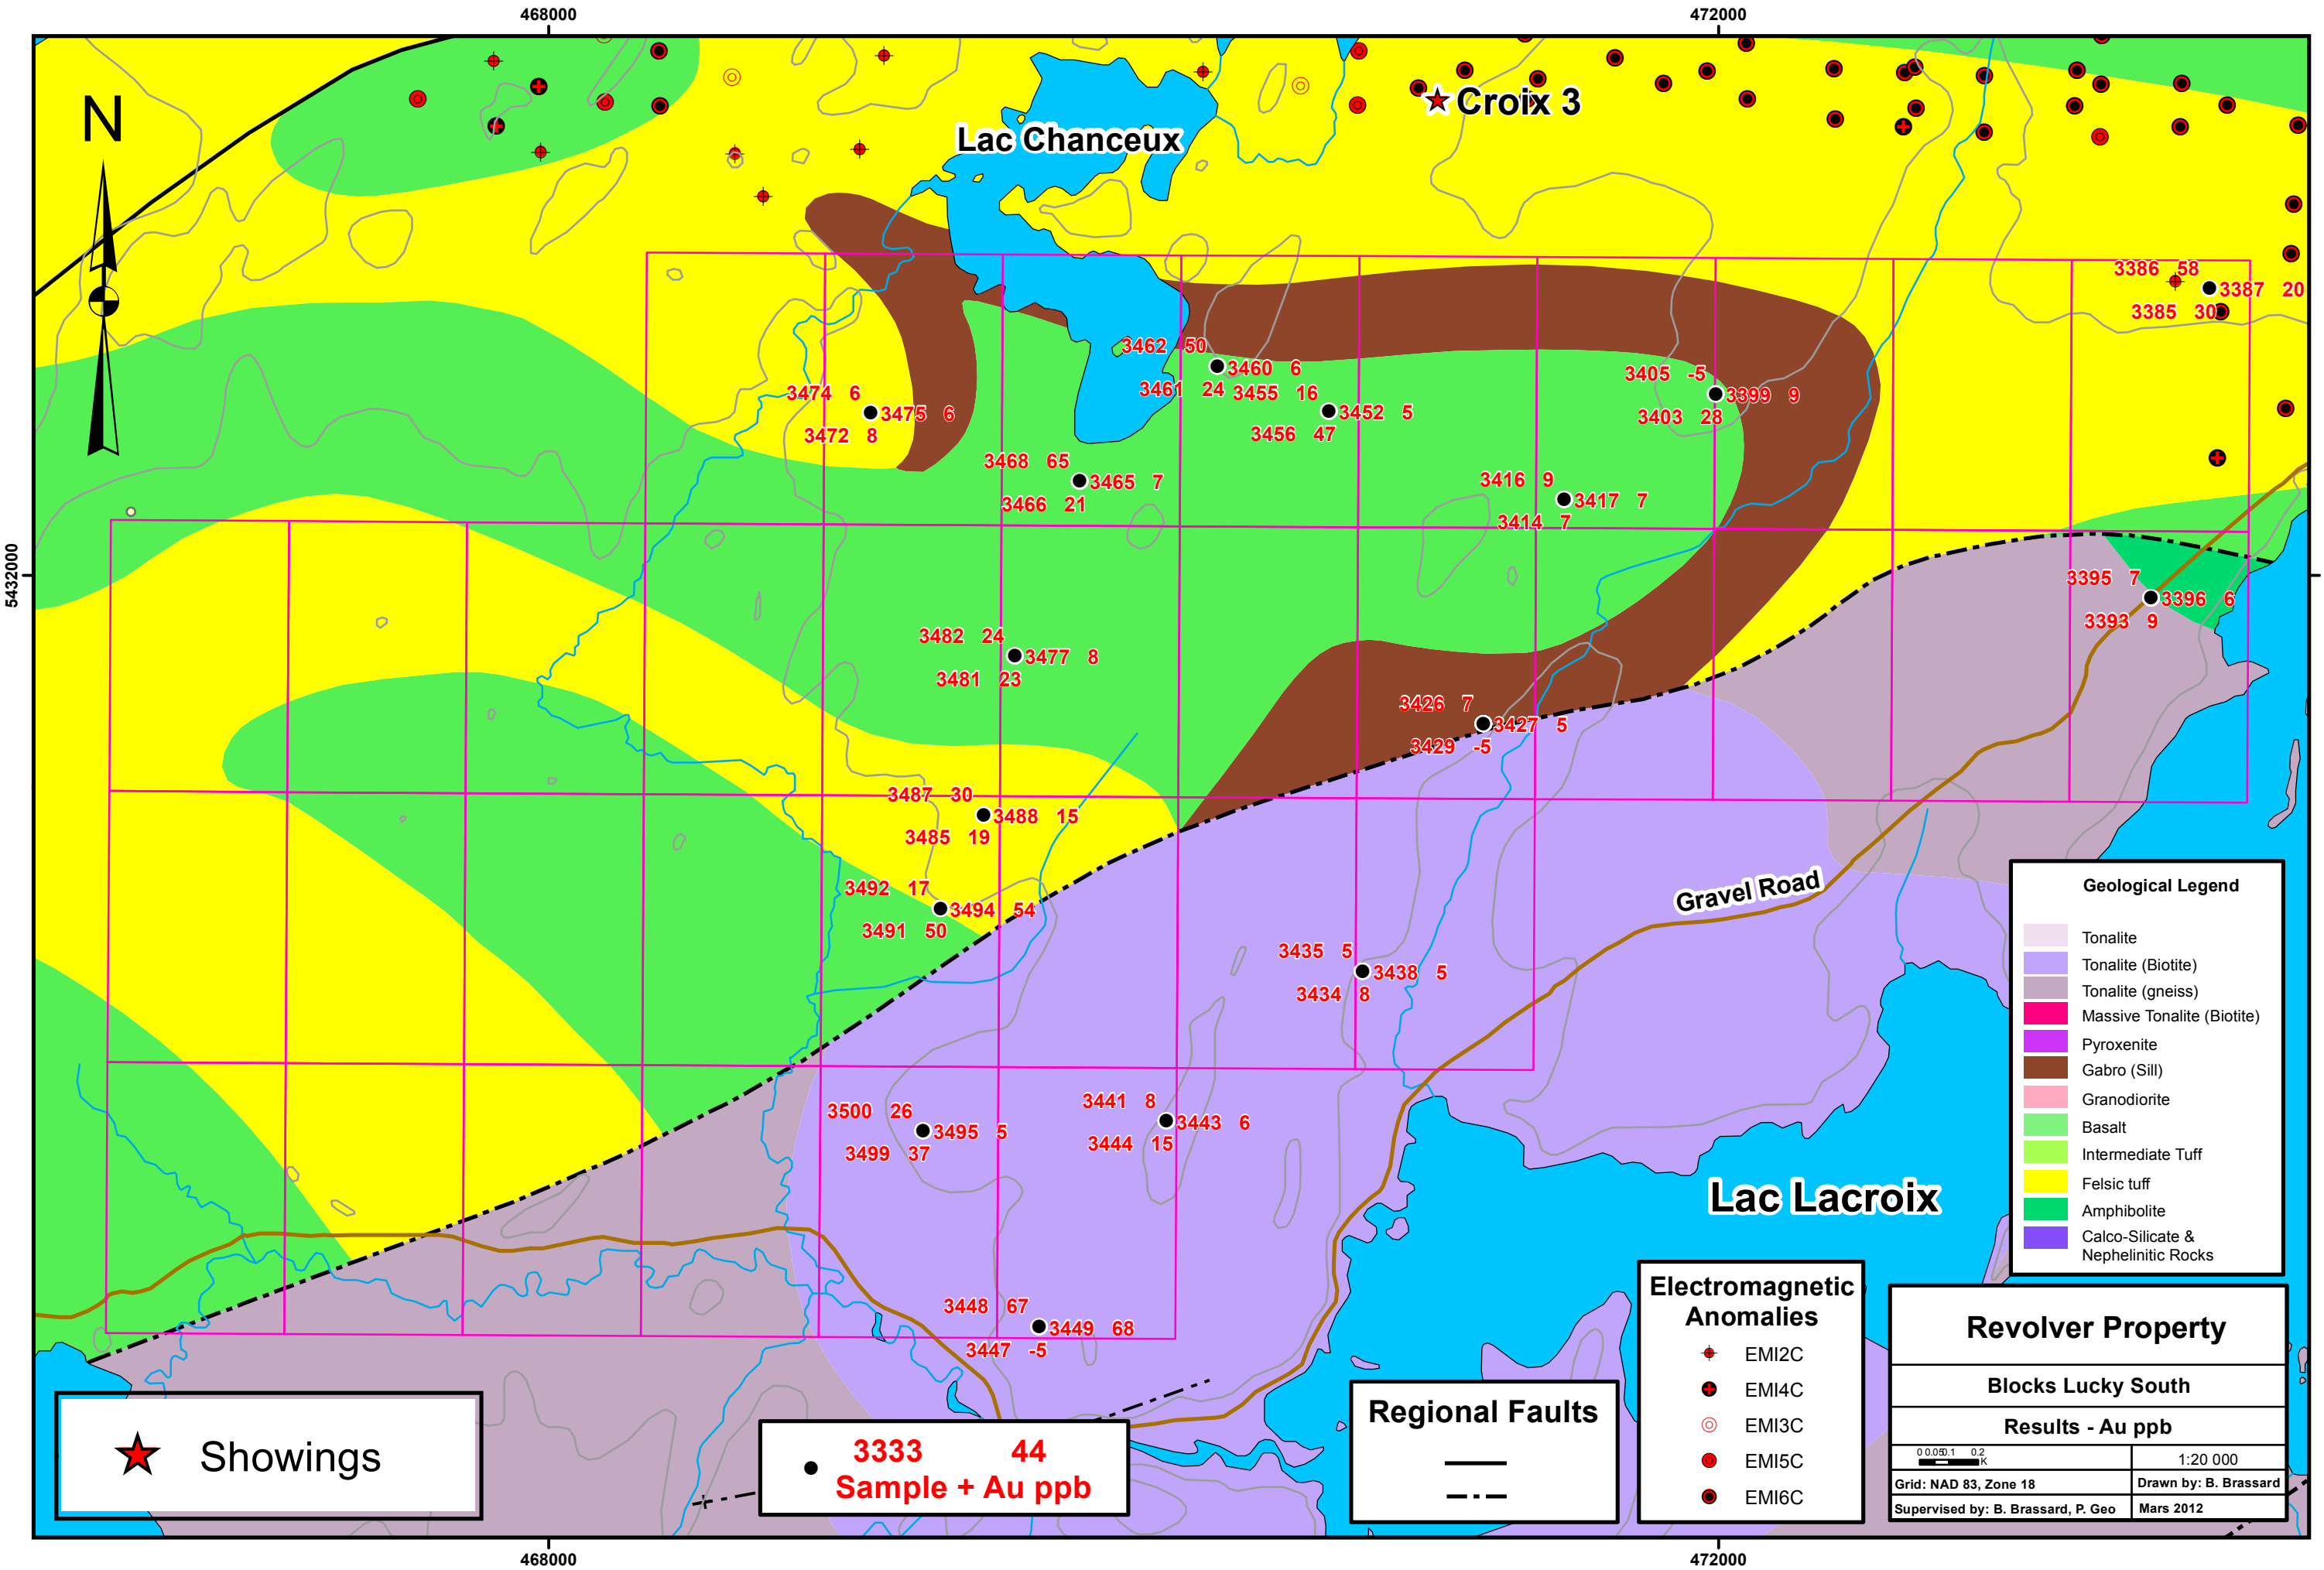 468000 472000
N
Lac Chanceux
Croix 3
3386 58
3387 20
3385 30
3462 50
3460 6
3461 24
3455 16
3452 5
3456 47
3405 -5
3399 9
3403 28
3474 6
3475 6
3472 8
3468 65
3465 7
3466 21
3416 9
3417 7
3414 7
5432000
3395 7
3396 6
3393 9
3482 24
3477 8
3481 23
3426 7
3427 5
3429 -5
3487 30
3488 15
3485 19
3492 17
3494 54
3491 50
Gravel Road
3435 5
3438 5
3434 8
3500 26
3495 5
3499 37
3441 8
3443 6
3444 15
Lac Lacroix
3448 67
3449 68
3447 -5
Geological Legend
Tonalite
Tonalite (Biotite)
Tonalite (gneiss)
Massive Tonalite (Biotite)
Pyroxenite
Gabro (Sill)
Granodiorite
Basalt
Intermediate Tuff
Felsic tuff
Amphibolite
Calco-Silicate &
Nephelinitic Rocks
Showings
3333 44
Sample + Au ppb
Regional Faults
Electromagnetic
Anomalies
EMI2C
EMI4C
EMI3C
EMI5C
EMI6C
Revolver Property
Blocks Lucky South
Results - Au ppb
0 0.05 0.1 0.2
K
1:20 000
Grid: NAD 83, Zone 18
Drawn by: B. Brassard
Supervised by: B. Brassard, P. Geo
Mars 2012
468000 472000